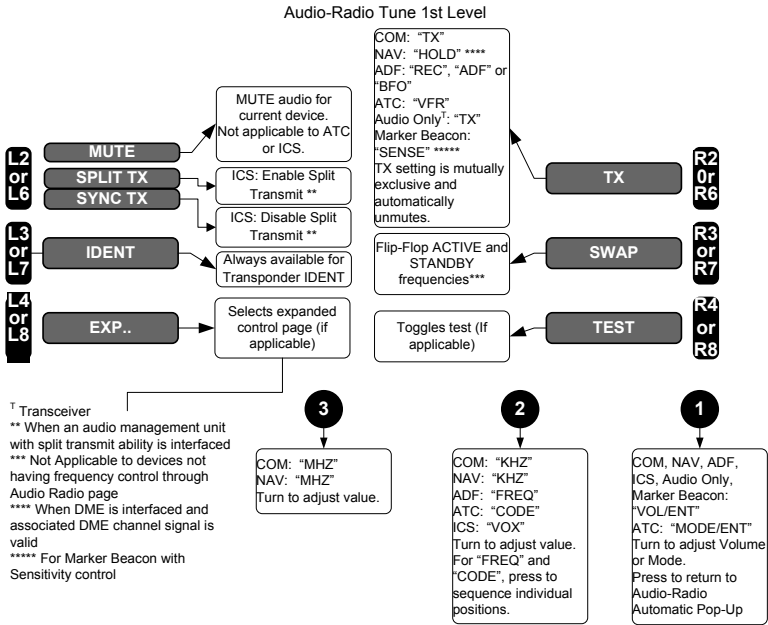 Audio-Radio Tune 1st Level
COM: “TX”
NAV: “HOLD” ****
ADF: “REC”, “ADF” or
“BFO”
ATC: “VFR”
Audio Onlyᵀ: “TX”
Marker Beacon:
“SENSE” *****
TX setting is mutually
exclusive and
automatically
unmutes.
MUTE audio for
current device.
Not applicable to ATC
or ICS.
L2
or
L6
MUTE
SPLIT TX
SYNC TX
ICS: Enable Split
Transmit **
ICS: Disable Split
Transmit **
TX
R2
0r
R6
L3
or
L7
IDENT
Always available for
Transponder IDENT
Flip-Flop ACTIVE and
STANDBY
frequencies***
SWAP
R3
or
R7
L4
or
L8
EXP..
Selects expanded
control page (if
applicable)
Toggles test (If
applicable)
TEST
R4
or
R8
ᵀ Transceiver
** When an audio management unit
with split transmit ability is interfaced
*** Not Applicable to devices not
having frequency control through
Audio Radio page
**** When DME is interfaced and
associated DME channel signal is
valid
***** For Marker Beacon with
Sensitivity control
3
COM: “MHZ”
NAV: “MHZ”
Turn to adjust value.
2
COM: “KHZ”
NAV: “KHZ”
ADF: “FREQ”
ATC: “CODE”
ICS: “VOX”
Turn to adjust value.
For “FREQ” and
“CODE”, press to
sequence individual
positions.
1
COM, NAV, ADF,
ICS, Audio Only,
Marker Beacon:
“VOL/ENT”
ATC: “MODE/ENT”
Turn to adjust Volume
or Mode.
Press to return to
Audio-Radio
Automatic Pop-Up